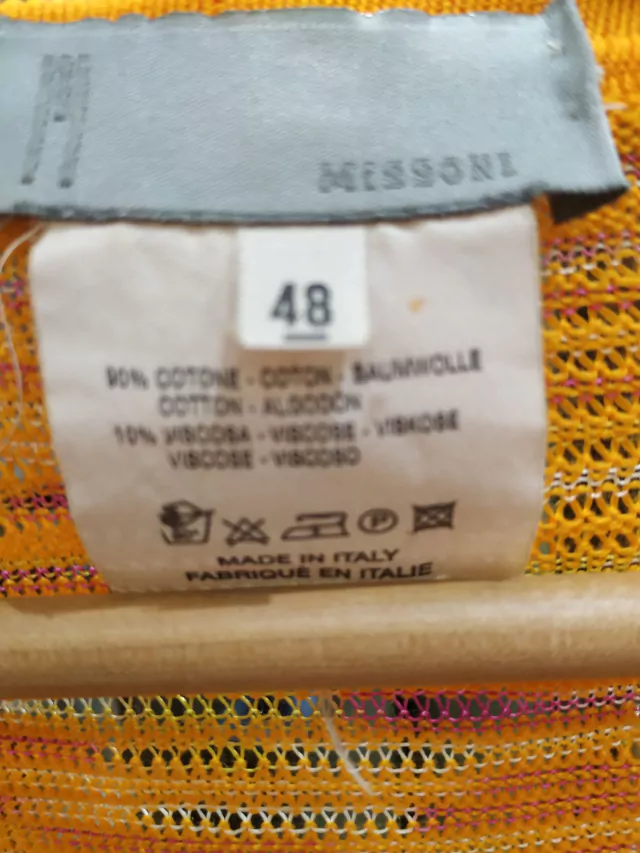 MISSONI
48
90% COTONE - COTON - BAUMWOLLE
COTTON - ALGODÓN
10% VISCOSA - VISCOSE - VISKOSE
VISCOSE - VISCOSO
P
MADE IN ITALY
FABRIQUÉ EN ITALIE